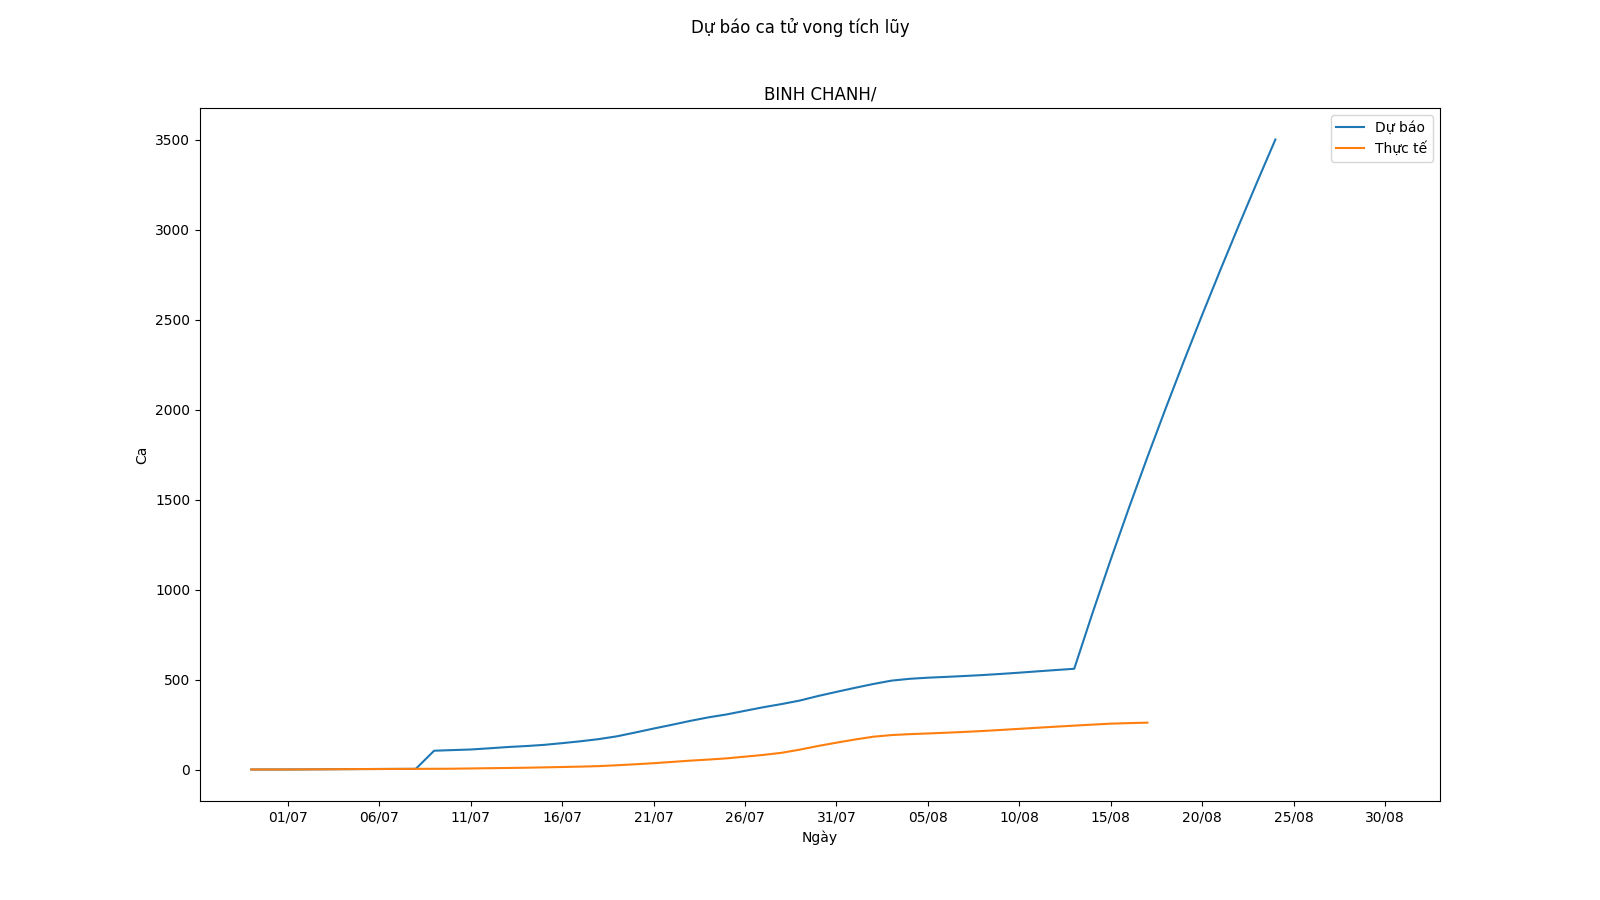 Dự báo ca tử vong tích lũy
BINH CHANH/
Dự báo
Thực tế
3500
3000
2500
2000
1500
1000
500
0
Ca
01/07 06/07 11/07 16/07 21/07 26/07 31/07 05/08 10/08 15/08 20/08 25/08 30/08
Ngày